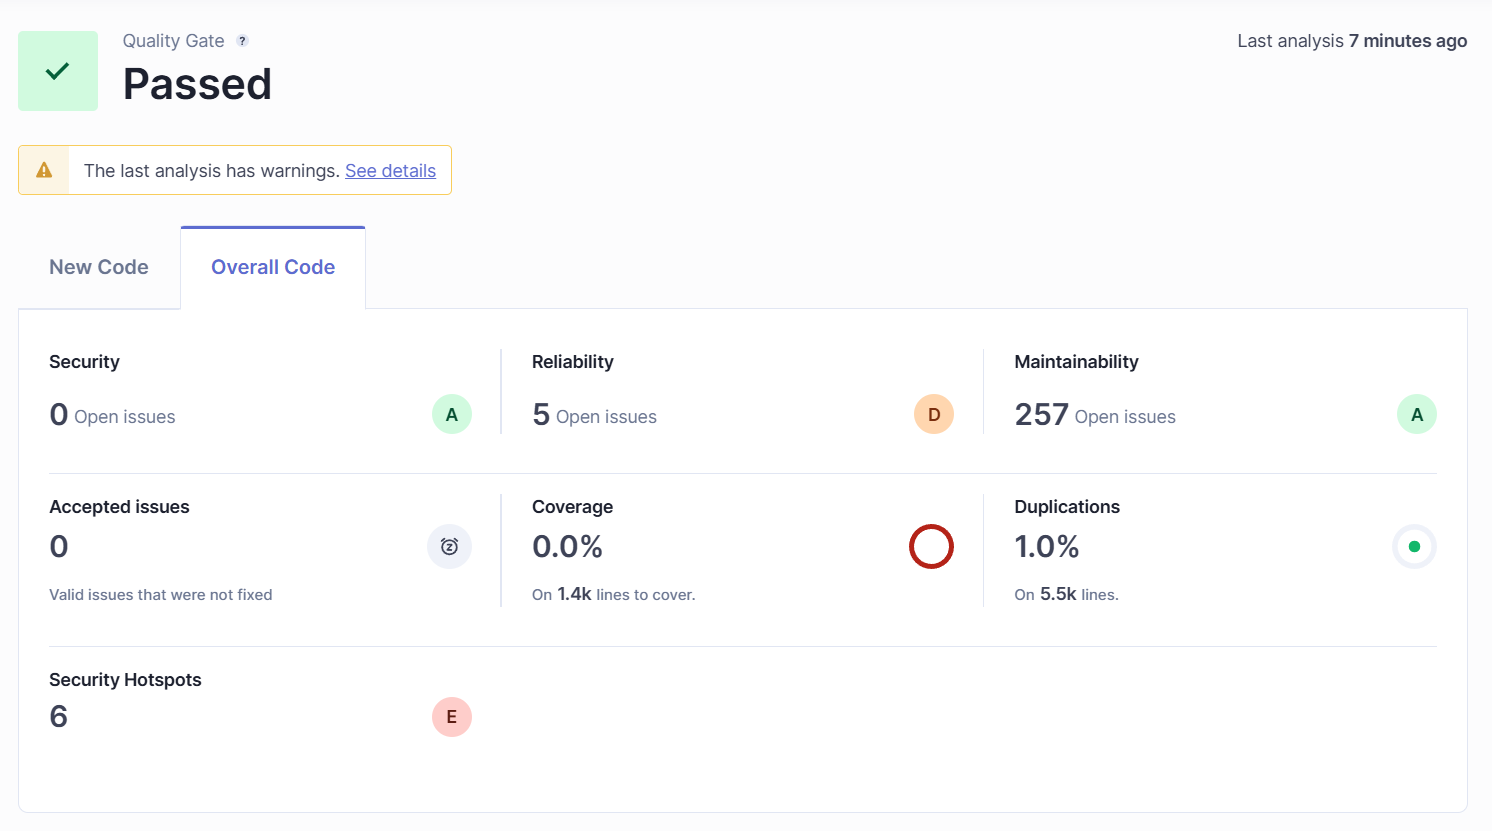 Quality Gate ?
Passed
Last analysis 7 minutes ago
The last analysis has warnings. See details
New Code
Overall Code
Security
0 Open issues
A
Reliability
5 Open issues
D
Maintainability
257 Open issues
A
Accepted issues
0
Valid issues that were not fixed
Coverage
0.0%
On 1.4k lines to cover.
Duplications
1.0%
On 5.5k lines.
Security Hotspots
6
E